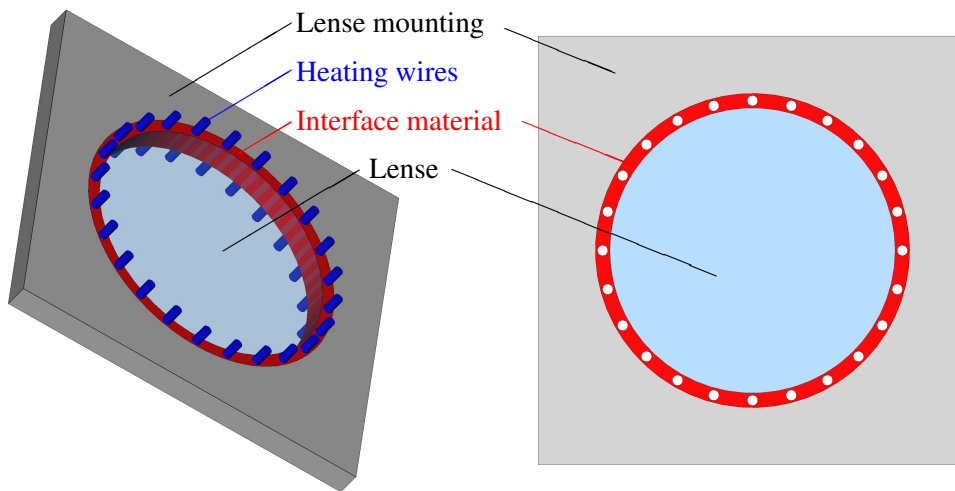 Lense mounting
Heating wires
Interface material
Lense